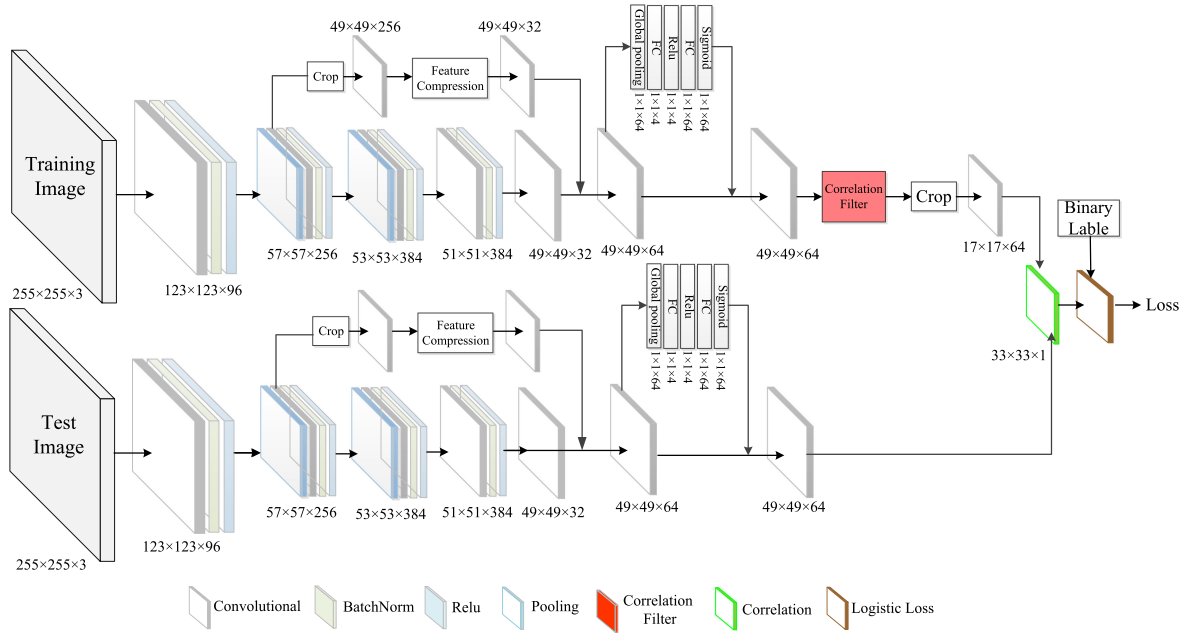 49×49×256
49×49×32
Crop
Feature
Compression
Global pooling
FC
Relu
FC
Sigmoid
1×1×64
1×1×4
1×1×4
1×1×64
1×1×64
Training
Image
Correlation
Filter
Crop
Binary
Lable
255×255×3
123×123×96
57×57×256
53×53×384
51×51×384
49×49×32
49×49×64
49×49×64
17×17×64
Loss
33×33×1
Crop
Feature
Compression
Global pooling
FC
Relu
FC
Sigmoid
1×1×64
1×1×4
1×1×4
1×1×64
1×1×64
Test
Image
255×255×3
123×123×96
57×57×256
53×53×384
51×51×384
49×49×32
49×49×64
49×49×64
Convolutional
BatchNorm
Relu
Pooling
Correlation
Filter
Correlation
Logistic Loss